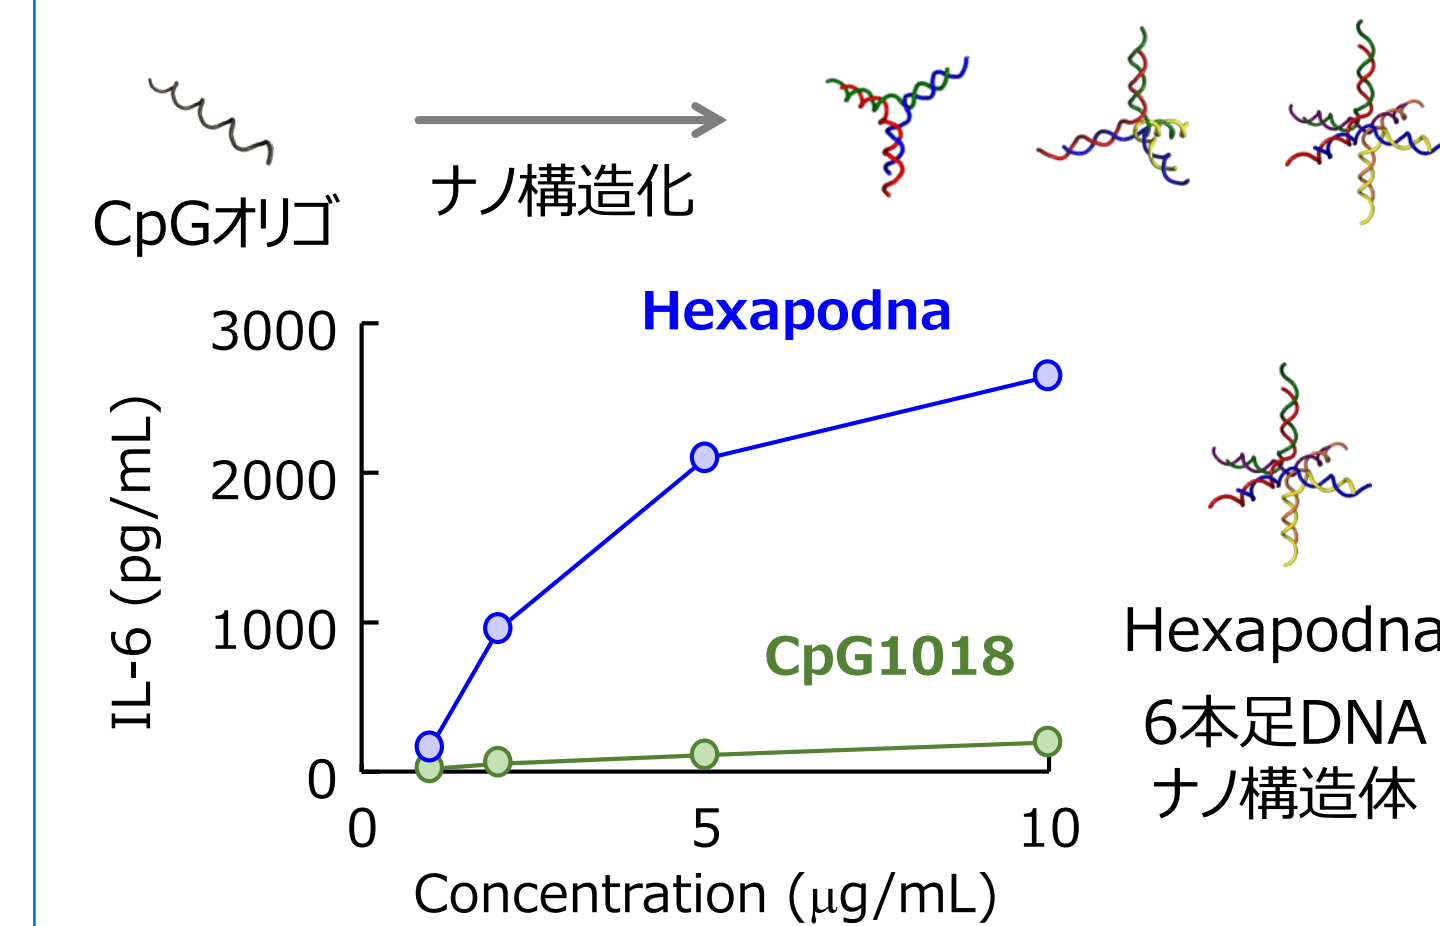 CpGオリゴ
ナノ構造化
Hexapodna
3000
2000
1000
0
IL-6 (pg/mL)
CpG1018
0
5
10
Concentration (μg/mL)
Hexapodna
6本足DNA
ナノ構造体